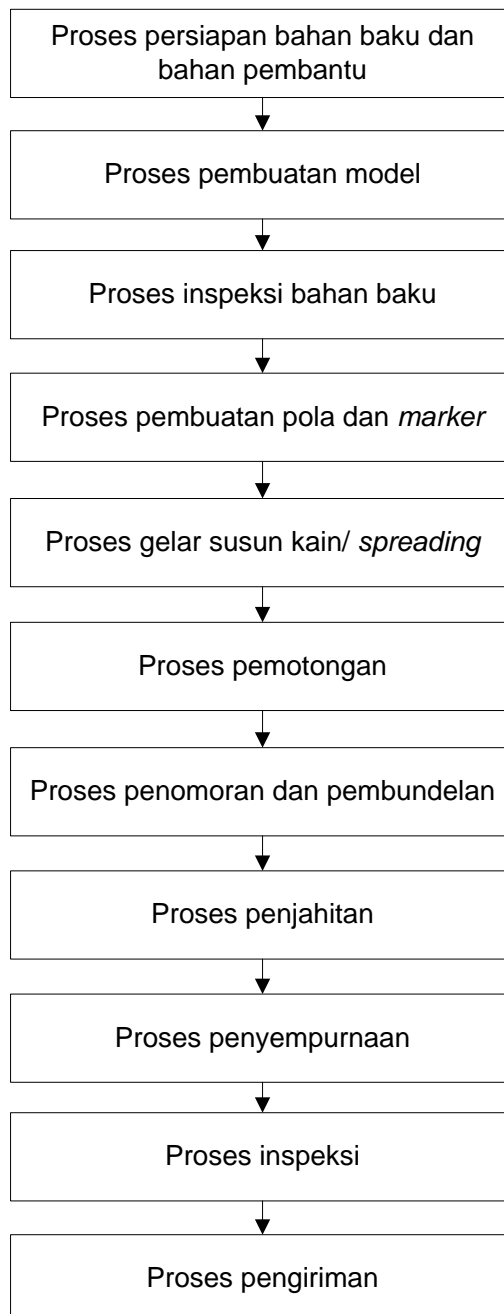 Proses persiapan bahan baku dan
bahan pembantu
Proses pembuatan model
Proses inspeksi bahan baku
Proses pembuatan pola dan marker
Proses gelar susun kain/ spreading
Proses pemotongan
Proses penomoran dan pembundelan
Proses penjahitan
Proses penyempurnaan
Proses inspeksi
Proses pengiriman